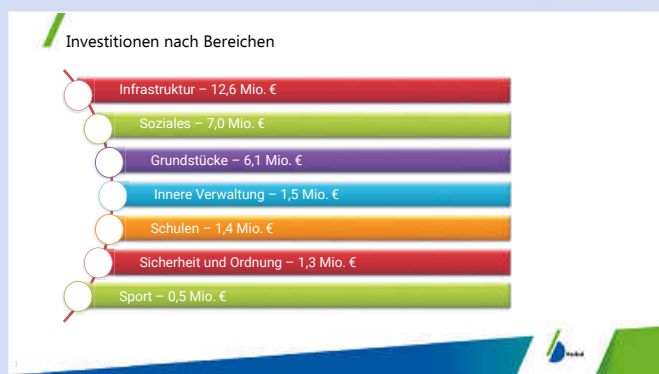 Investitionen nach Bereichen
Infrastruktur – 12,6 Mio. €
Soziales – 7,0 Mio. €
Grundstücke – 6,1 Mio. €
Innere Verwaltung – 1,5 Mio. €
Schulen – 1,4 Mio. €
Sicherheit und Ordnung – 1,3 Mio. €
Sport – 0,5 Mio. €
1